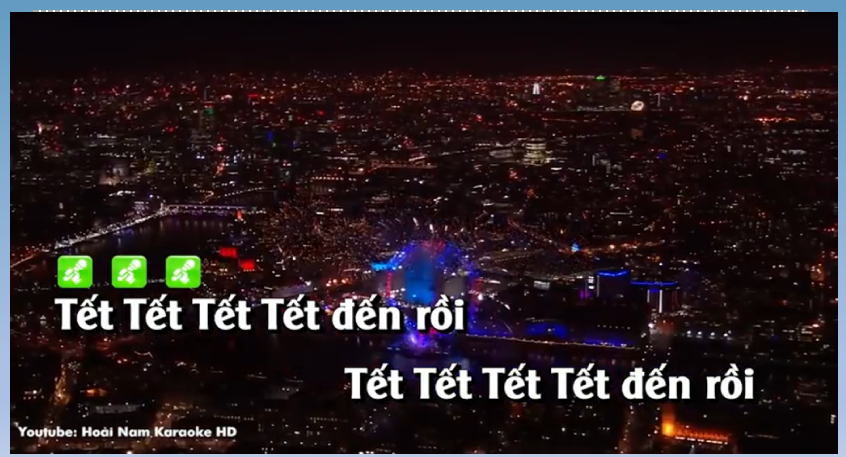 Tết Tết Tết Tết đến rồi
Tết Tết Tết Tết đến rồi
Youtube: Hoài Nam Karaoke HD